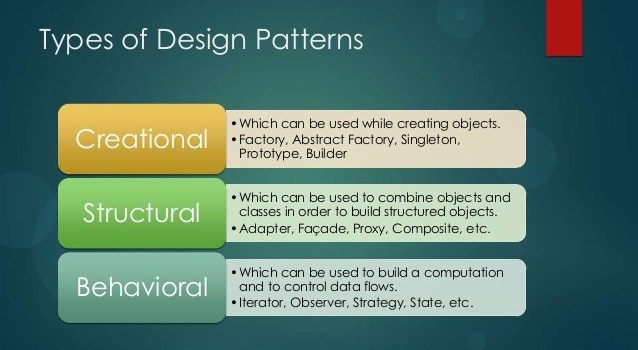 Types of Design Patterns
Creational
• Which can be used while creating objects.
• Factory, Abstract Factory, Singleton,
Prototype, Builder
Structural
• Which can be used to combine objects and
classes in order to build structured objects.
• Adapter, Façade, Proxy, Composite, etc.
Behavioral
• Which can be used to build a computation
and to control data flows.
• Iterator, Observer, Strategy, State, etc.